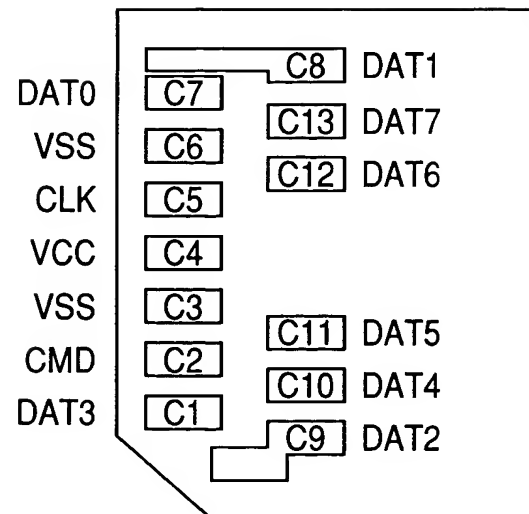 C8 DAT1
DAT0 C7
C13 DAT7
VSS C6
C12 DAT6
CLK C5
VCC C4
VSS C3
C11 DAT5
CMD C2
C10 DAT4
DAT3 C1
C9 DAT2